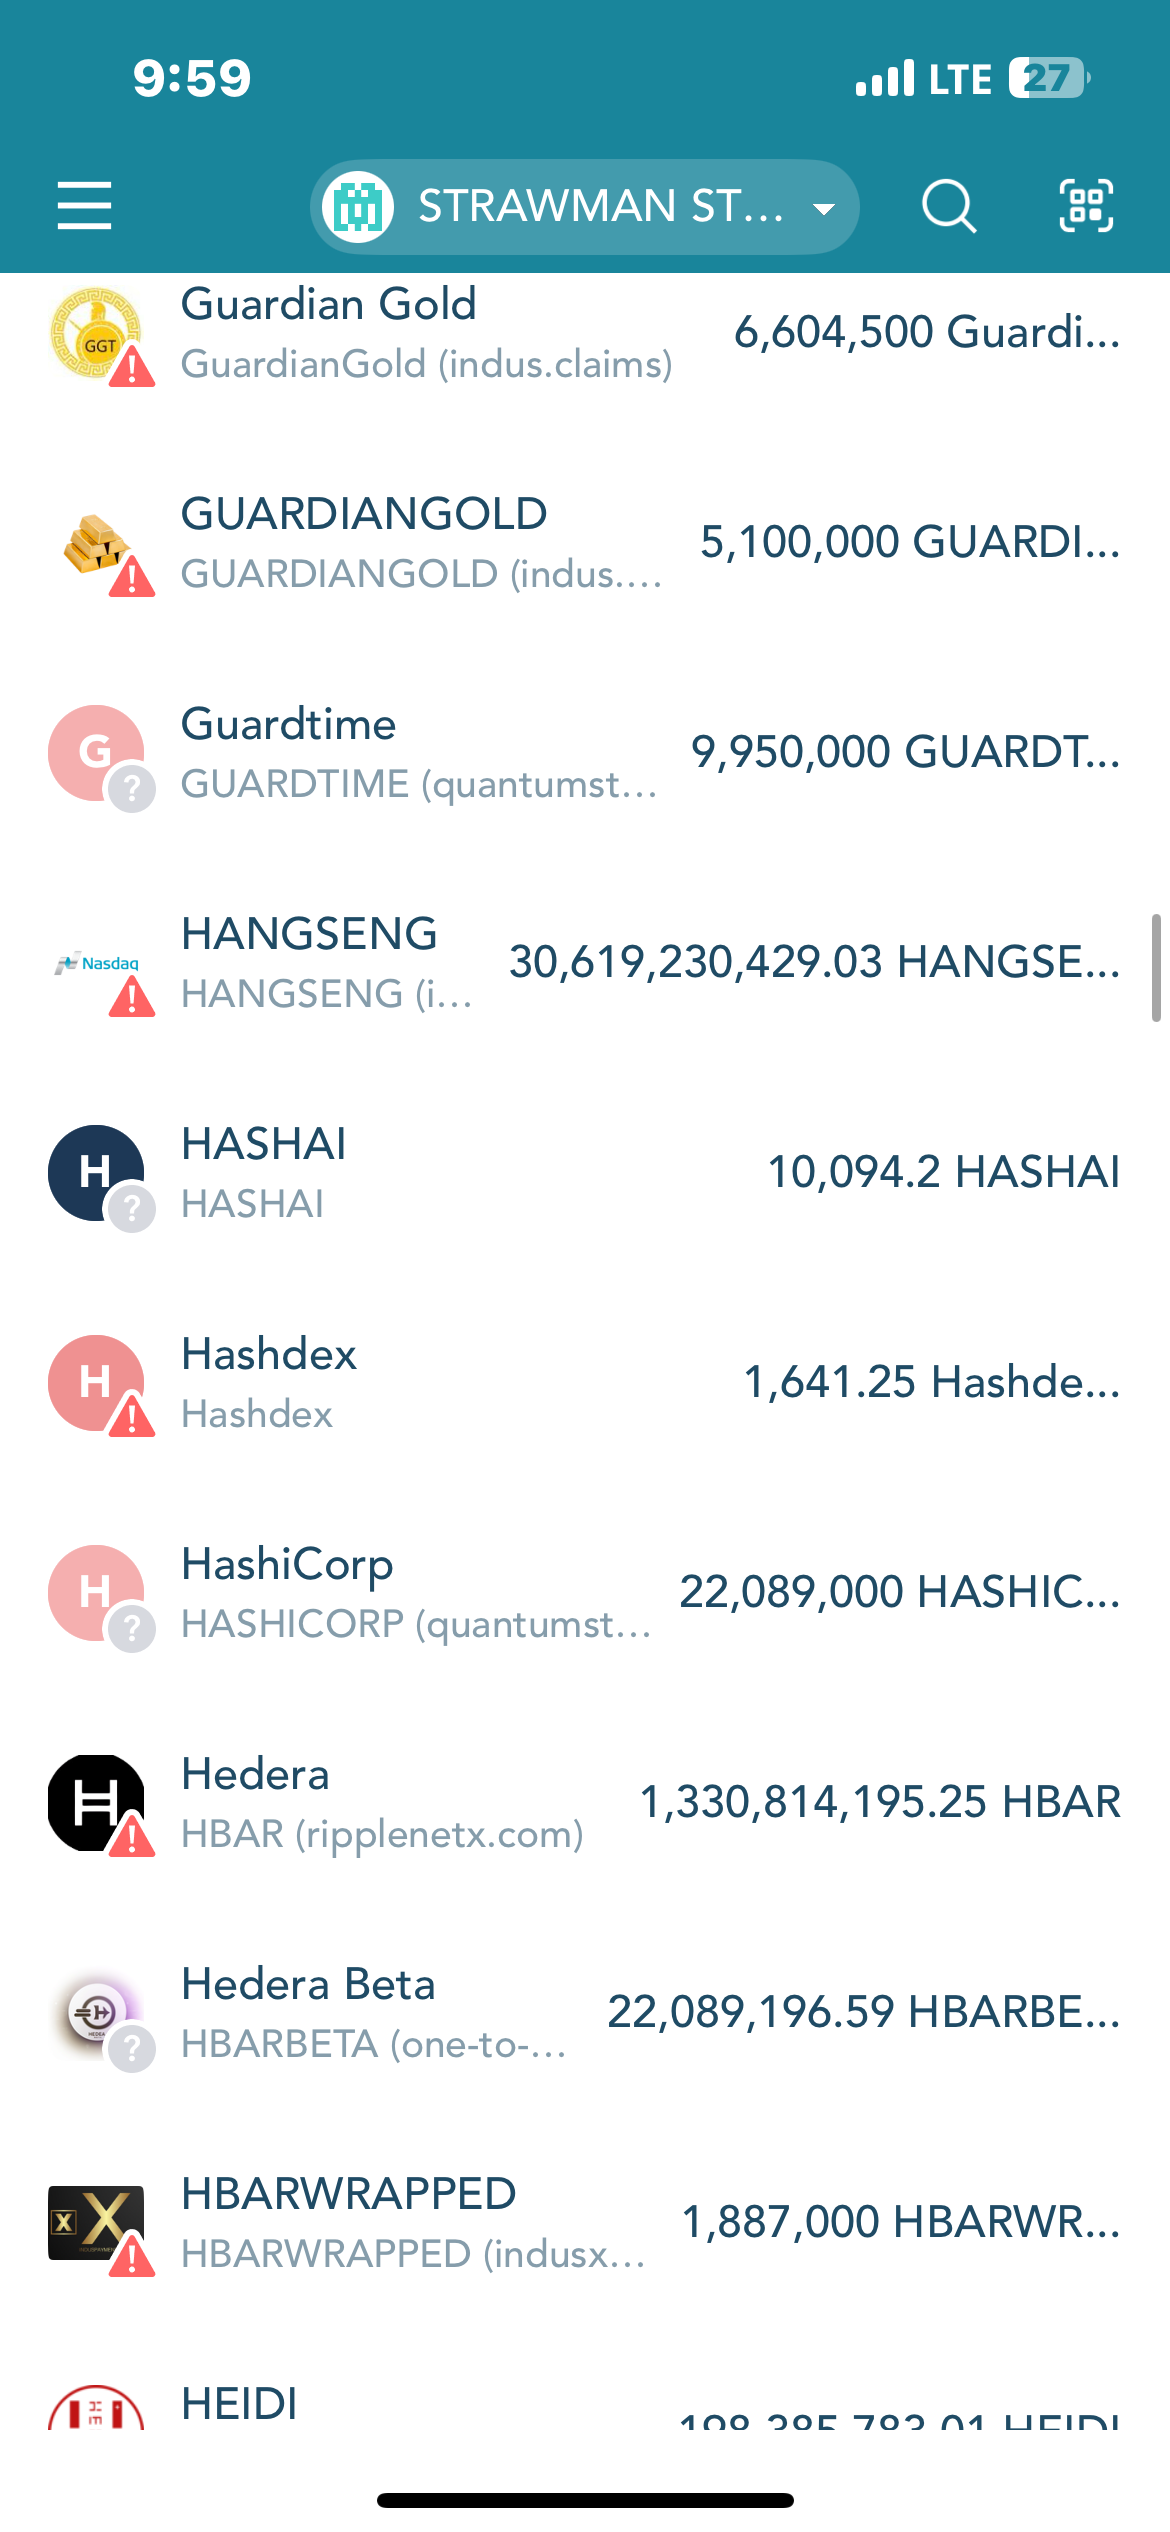 9:59
LTE 27
STRAWMAN ST...
GGT
Guardian Gold
GuardianGold (indus.claims)
6,604,500 Guardi...
GUARDIANGOLD
GUARDIANGOLD (indus....
5,100,000 GUARDI...
G
Guardtime
GUARDTIME (quantumst...
9,950,000 GUARDT...
Nasdaq
HANGSENG
HANGSENG (i...
30,619,230,429.03 HANGSE...
H
HASHAI
HASHAI
10,094.2 HASHAI
H
Hashdex
Hashdex
1,641.25 Hashde...
H
HashiCorp
HASHICORP (quantumst...
22,089,000 HASHIC...
H
Hedera
HBAR (ripplenetx.com)
1,330,814,195.25 HBAR
Hedera Beta
HBARBETA (one-to-...
22,089,196.59 HBARBE...
X X
HBARWRAPPED
HBARWRAPPED (indusx...
1,887,000 HBARWR...
HEIDI
198,385,783.01 HEIDI